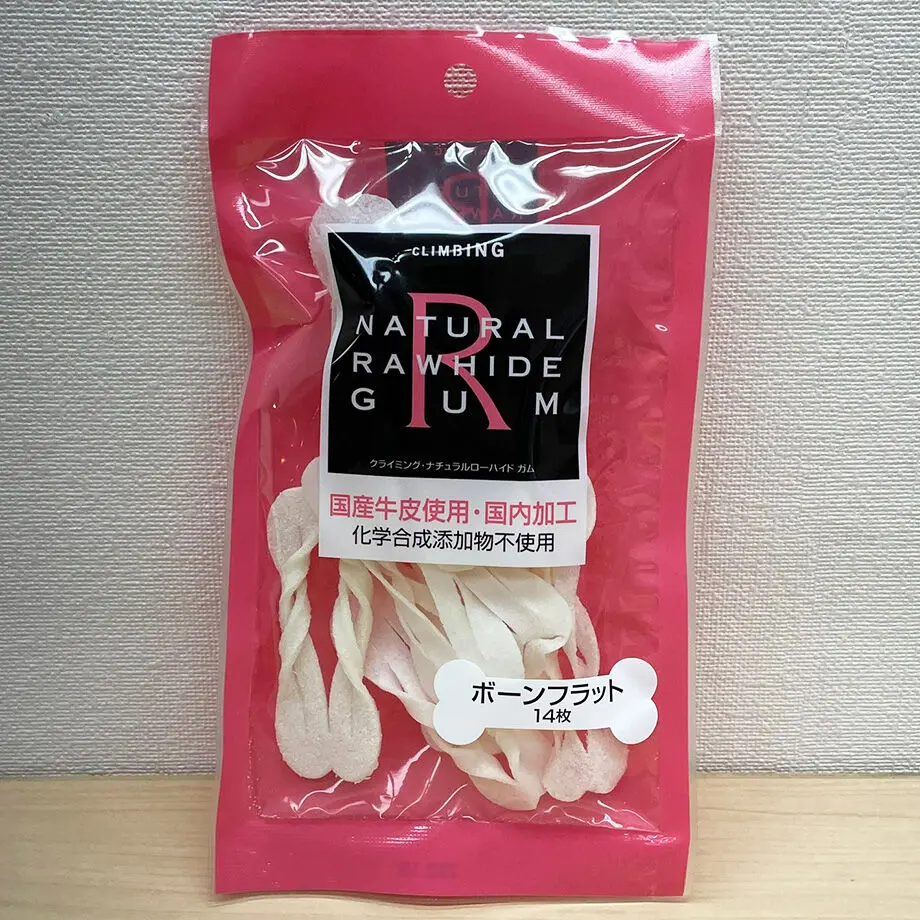 CLIMBING
NATURAL
RAWHIDE
GUM
R
クライミング・ナチュラルローハイド ガム
国産牛皮使用・国内加工
化学合成添加物不使用
ボーンフラット
14枚